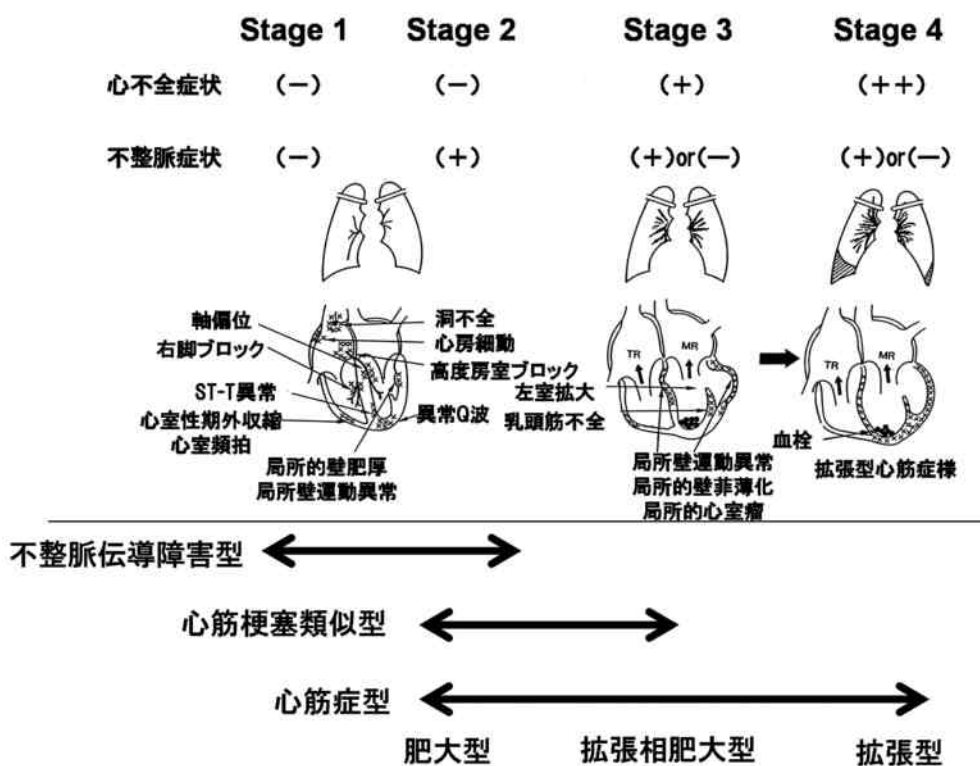 Stage 1 Stage 2 Stage 3 Stage 4
心不全症状 (－) (－) (＋) (＋＋)
不整脈症状 (－) (＋) (＋)or(－) (＋)or(－)
軸偏位
右脚ブロック
ST-T異常
心室性期外収縮
心室頻拍
洞不全
心房細動
高度房室ブロック
異常Q波
局所的壁肥厚
局所壁運動異常
TR
MR
左室拡大
乳頭筋不全
局所壁運動異常
局所的壁菲薄化
局所的心室瘤
TR
MR
血栓
拡張型心筋症様
不整脈伝導障害型
心筋梗塞類似型
心筋症型
肥大型 拡張相肥大型 拡張型